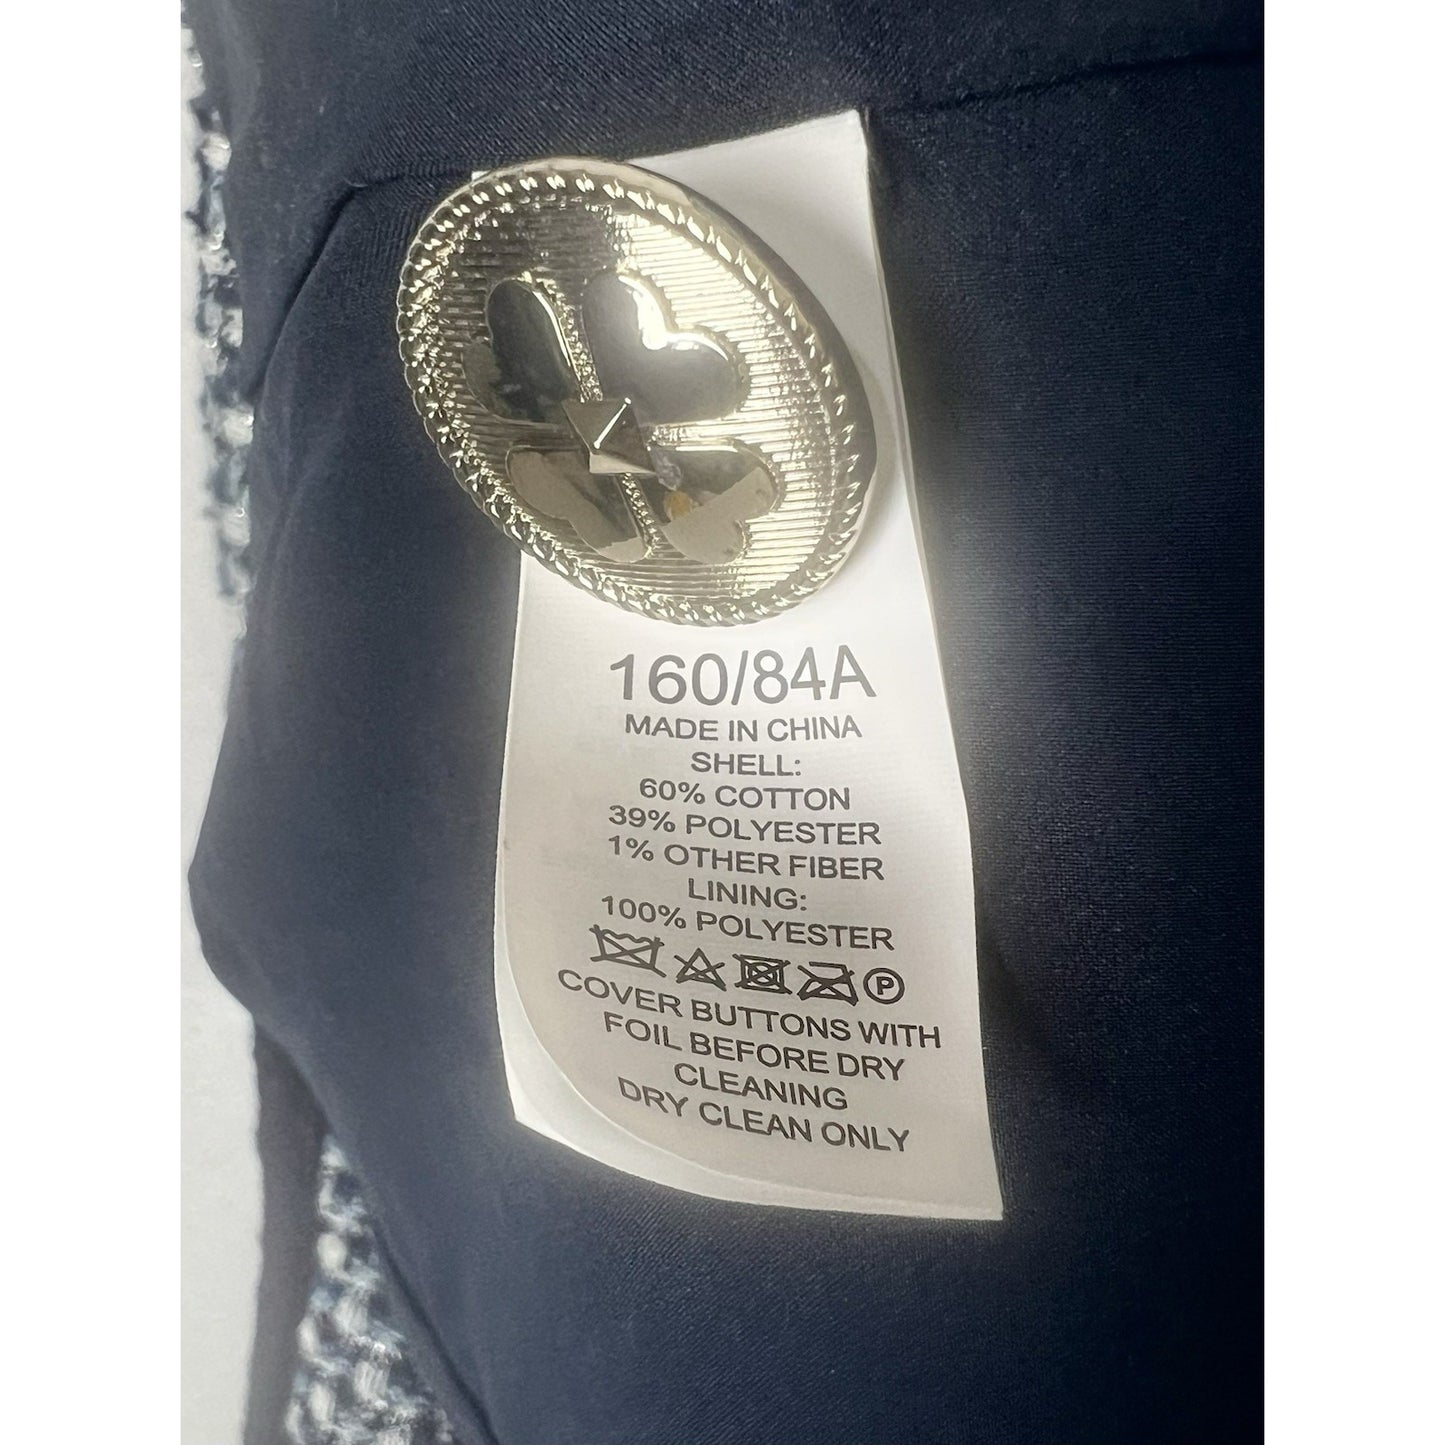 160/84A
MADE IN CHINA
SHELL:
60% COTTON
39% POLYESTER
1% OTHER FIBER
LINING:
100% POLYESTER
P
COVER BUTTONS WITH
FOIL BEFORE DRY
CLEANING
DRY CLEAN ONLY